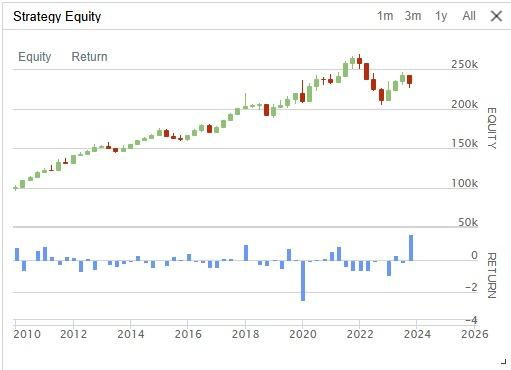 Strategy Equity 1m 3m 1y All
Equity Return
250k
200k
150k
100k
50k
EQUITY
0
-2
-4
RETURN
2010 2012 2014 2016 2018 2020 2022 2024 2026